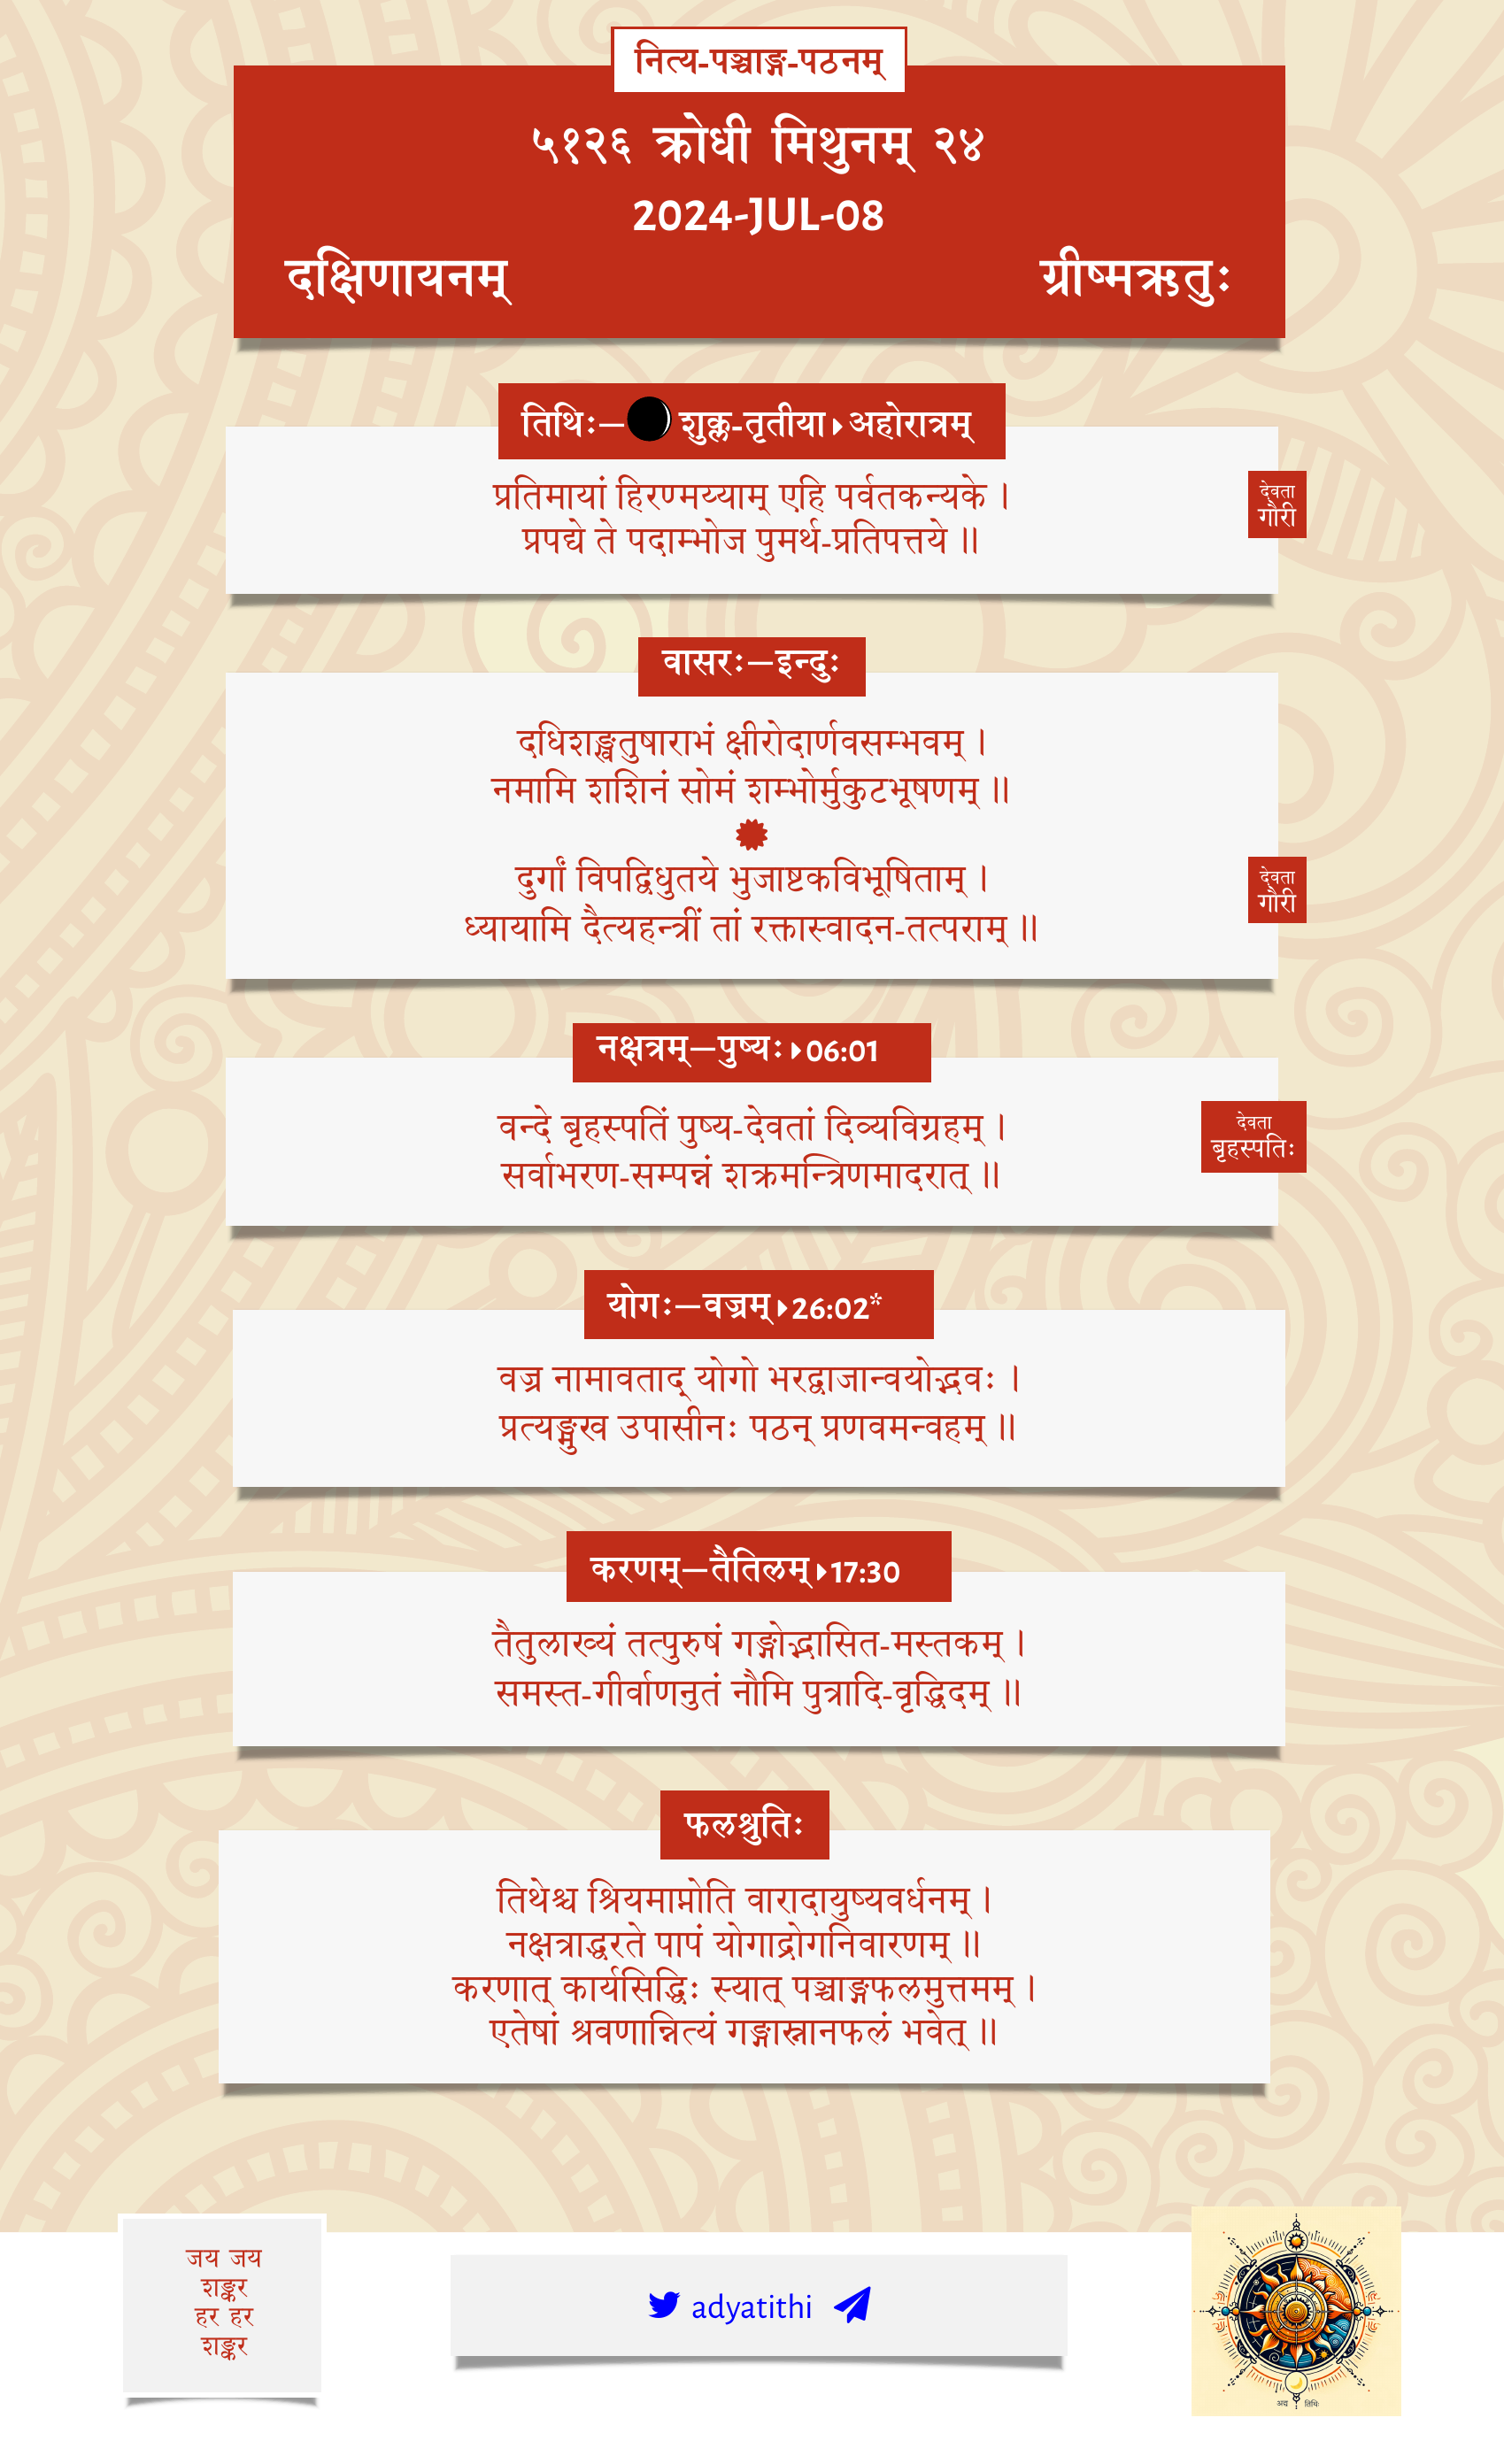 नित्य-पञ्चाङ्ग-पठनम्
५१२६ क्रोधी मिथुनम् २४
2024-JUL-08
दक्षिणायनम् ग्रीष्मऋतुः
तिथिः— शुक्ल-तृतीया अहोरात्रम्
प्रतिमायां हिरण्मय्याम् एहि पर्वतकन्यके ।
प्रपद्ये ते पदाम्भोज पुमर्थ-प्रतिपत्तये ॥
देवता
गौरी
वासरः—इन्दुः
दधिशङ्खतुषाराभं क्षीरोदार्णवसम्भवम् ।
नमामि शशिनं सोमं शम्भोर्मुकुटभूषणम् ॥
दुर्गां विपद्विधुतये भुजाष्टकविभूषिताम् ।
ध्यायामि दैत्यहन्त्रीं तां रक्तास्वादन-तत्पराम् ॥
देवता
गौरी
नक्षत्रम्—पुष्यः 06:01
वन्दे बृहस्पतिं पुष्य-देवतां दिव्यविग्रहम् ।
सर्वाभरण-सम्पन्नं शक्रमन्त्रिणमादरात् ॥
देवता
बृहस्पतिः
योगः—वज्रम् 26:02*
वज्र नामावताद् योगो भरद्वाजान्वयोद्भवः ।
प्रत्यङ्मुख उपासीनः पठन् प्रणवमन्वहम् ॥
करणम्—तैतिलम् 17:30
तैतुलाख्यं तत्पुरुषं गङ्गोद्भासित-मस्तकम् ।
समस्त-गीर्वाणनुतं नौमि पुत्रादि-वृद्धिदम् ॥
फलश्रुतिः
तिथेश्च श्रियमाप्नोति वारादायुष्यवर्धनम् ।
नक्षत्राद्धरते पापं योगाद्रोगनिवारणम् ॥
करणात् कार्यसिद्धिः स्यात् पञ्चाङ्गफलमुत्तमम् ।
एतेषां श्रवणान्नित्यं गङ्गास्नानफलं भवेत् ॥
जय जय
शङ्कर
हर हर
शङ्कर
adyatithi
अद्य तिथिः